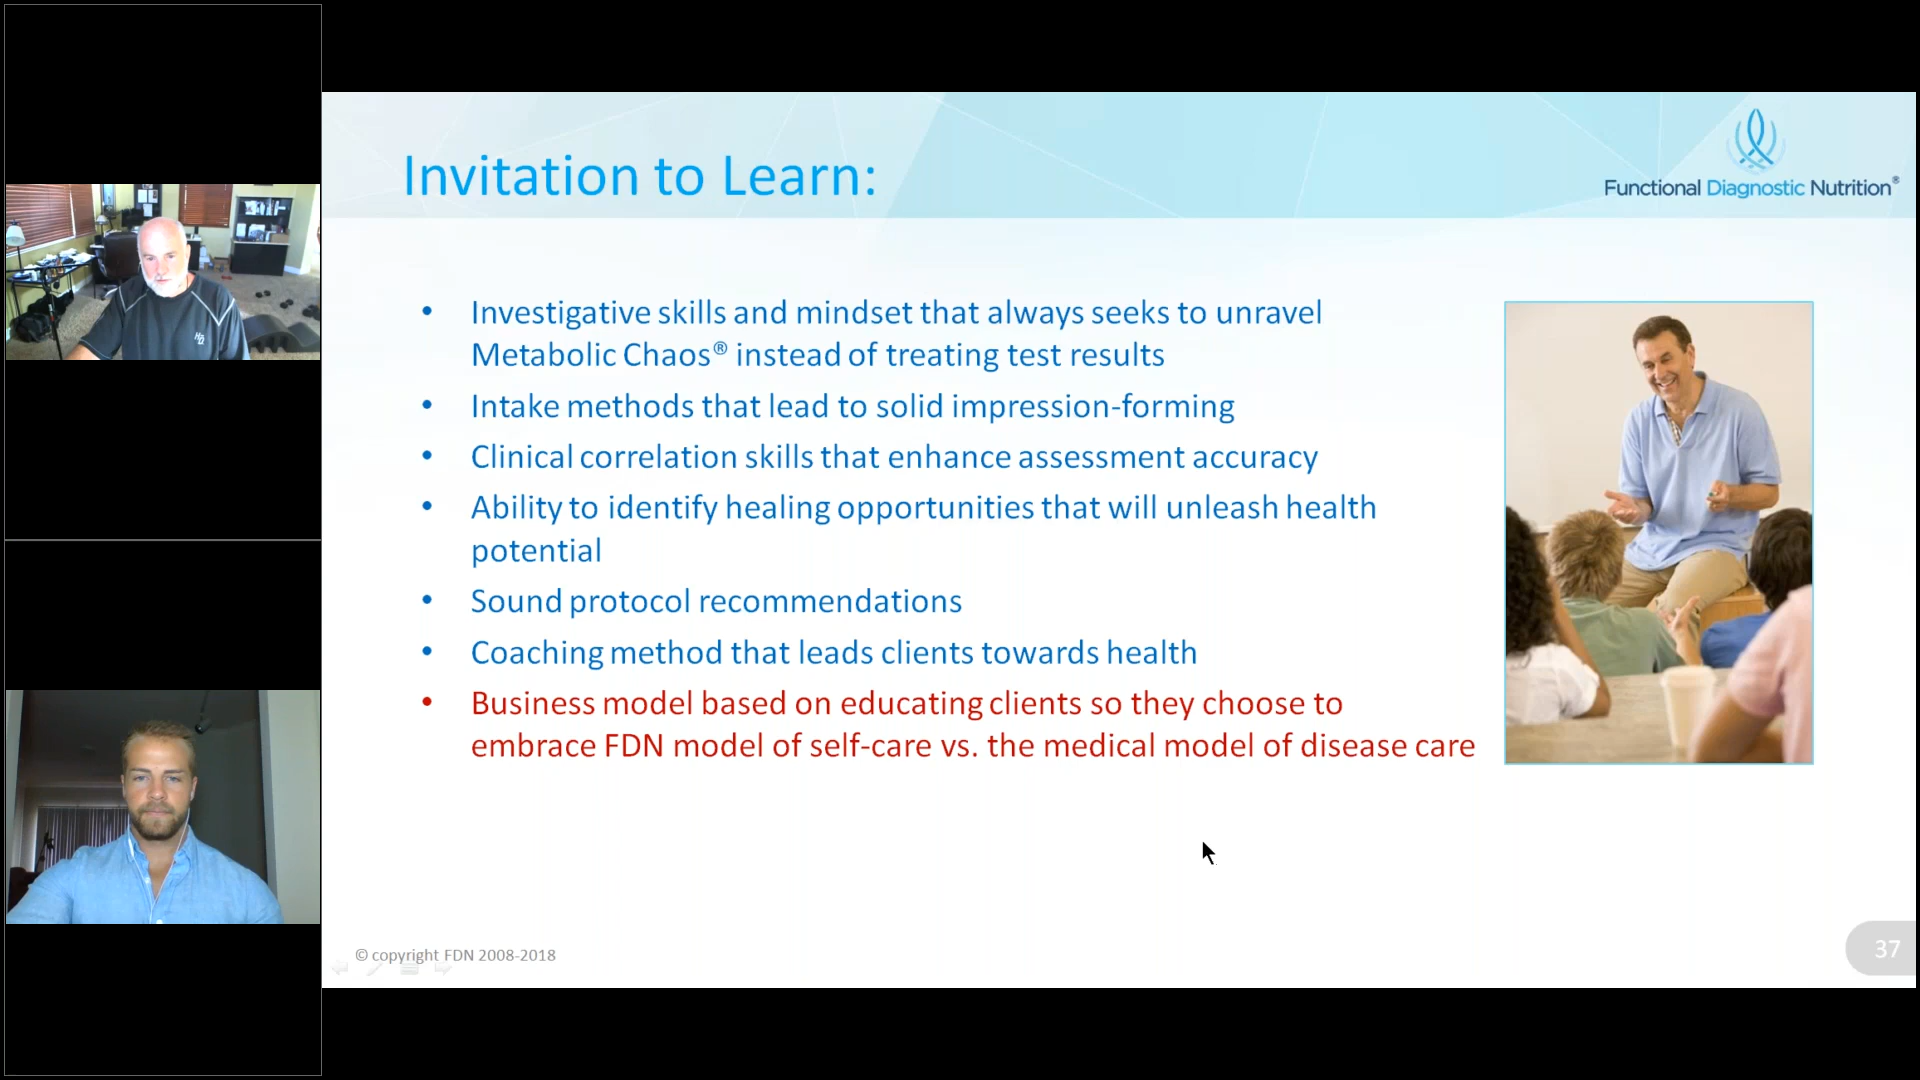 Invitation to Learn:
Functional Diagnostic Nutrition®
• Investigative skills and mindset that always seeks to unravel
Metabolic Chaos® instead of treating test results
• Intake methods that lead to solid impression-forming
• Clinical correlation skills that enhance assessment accuracy
• Ability to identify healing opportunities that will unleash health
potential
• Sound protocol recommendations
• Coaching method that leads clients towards health
• Business model based on educating clients so they choose to
embrace FDN model of self-care vs. the medical model of disease care
© copyright FDN 2008-2018
37